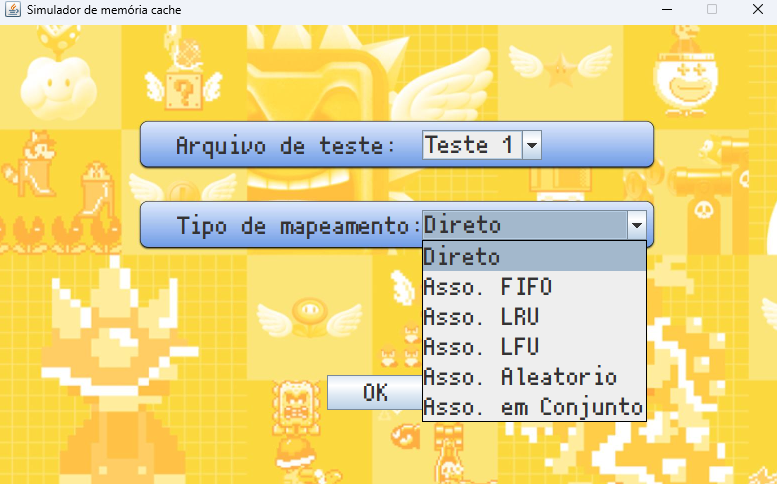 Simulador de memória cache
Arquivo de teste: Teste 1
Tipo de mapeamento: Direto
Direto
Asso. FIFO
Asso. LRU
Asso. LFU
Asso. Aleatorio
Asso. em Conjunto
OK